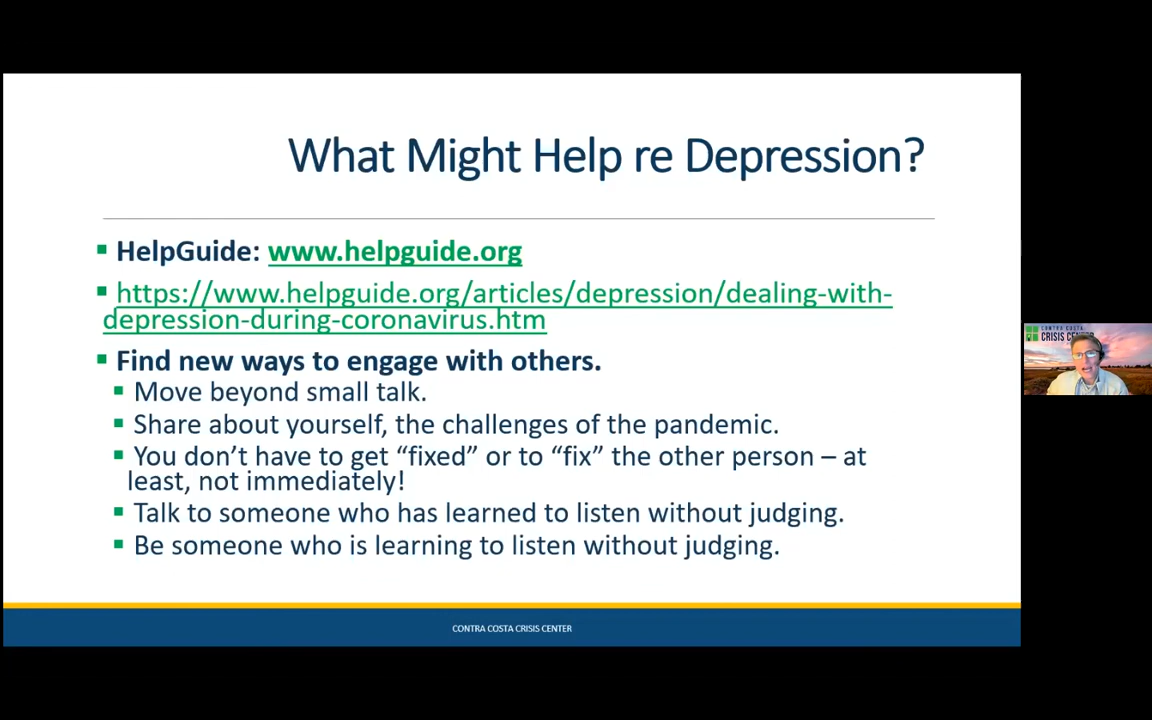 What Might Help re Depression?
▪ HelpGuide: www.helpguide.org
▪ https://www.helpguide.org/articles/depression/dealing-with-
depression-during-coronavirus.htm
▪ Find new ways to engage with others.
▪ Move beyond small talk.
▪ Share about yourself, the challenges of the pandemic.
▪ You don’t have to get “fixed” or to “fix” the other person – at
least, not immediately!
▪ Talk to someone who has learned to listen without judging.
▪ Be someone who is learning to listen without judging.
CONTRA COSTA CRISIS CENTER
CONTRA COSTA
CRISIS CENTER